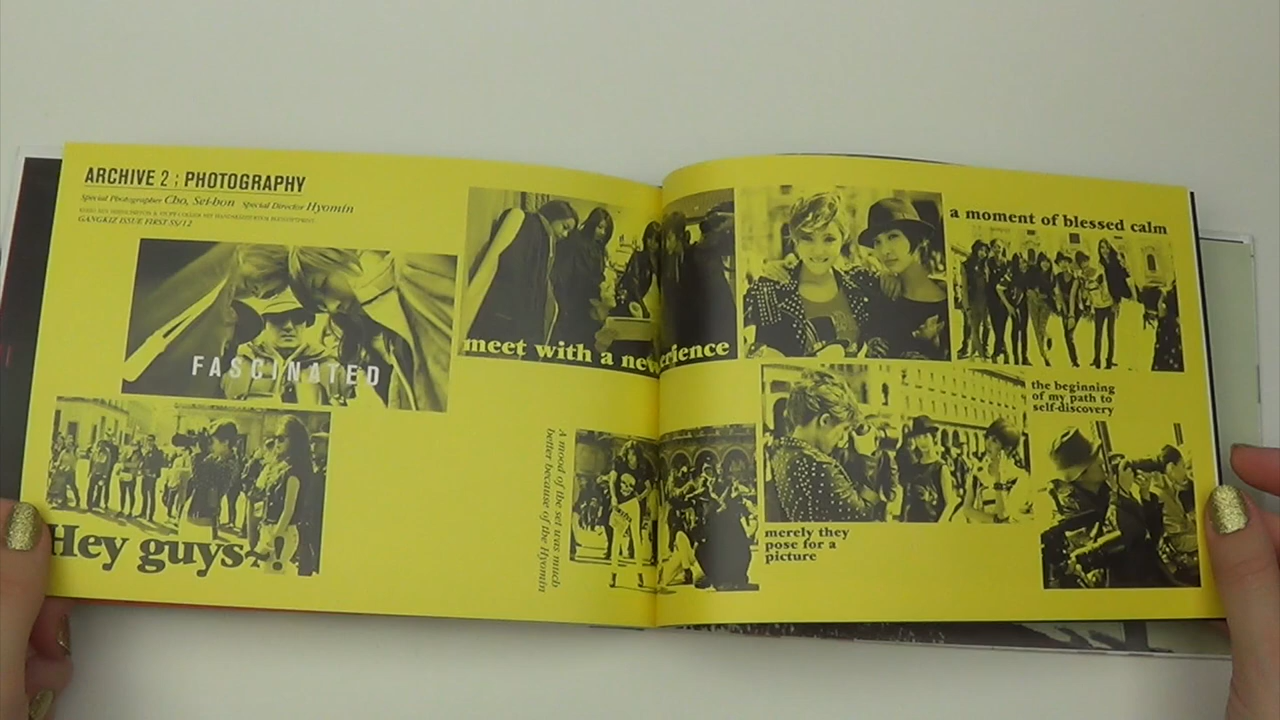 ARCHIVE 2 ; PHOTOGRAPHY
Special Photographer Cho, Sei-hon Special Director Hyomin
GANGKIZ ISSUE FIRST SS/12
FASCINATED
Hey guys~!
meet with a new erience
A mood of the set was much
better because of the Hyomin
a moment of blessed calm
the beginning
of my path to
self-discovery
merely they
pose for a
picture